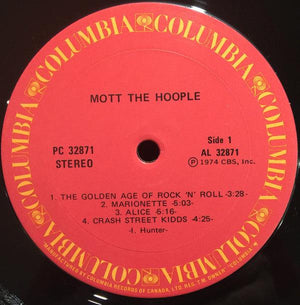 COLUMBIA COLUMBIA COLUMBIA COLUMBIA COLUMBIA COLUMBIA
MOTT THE HOOPLE
PC 32871
STEREO
Side 1
AL 32871
Ⓟ 1974 CBS, Inc.
1. THE GOLDEN AGE OF ROCK 'N' ROLL -3:28-
2. MARIONETTE -5:03-
3. ALICE -5:16-
4. CRASH STREET KIDDS -4:25-
-I. Hunter-
MANUFACTURED BY COLUMBIA RECORDS OF CANADA, LTD. REG. T.M. OWNER